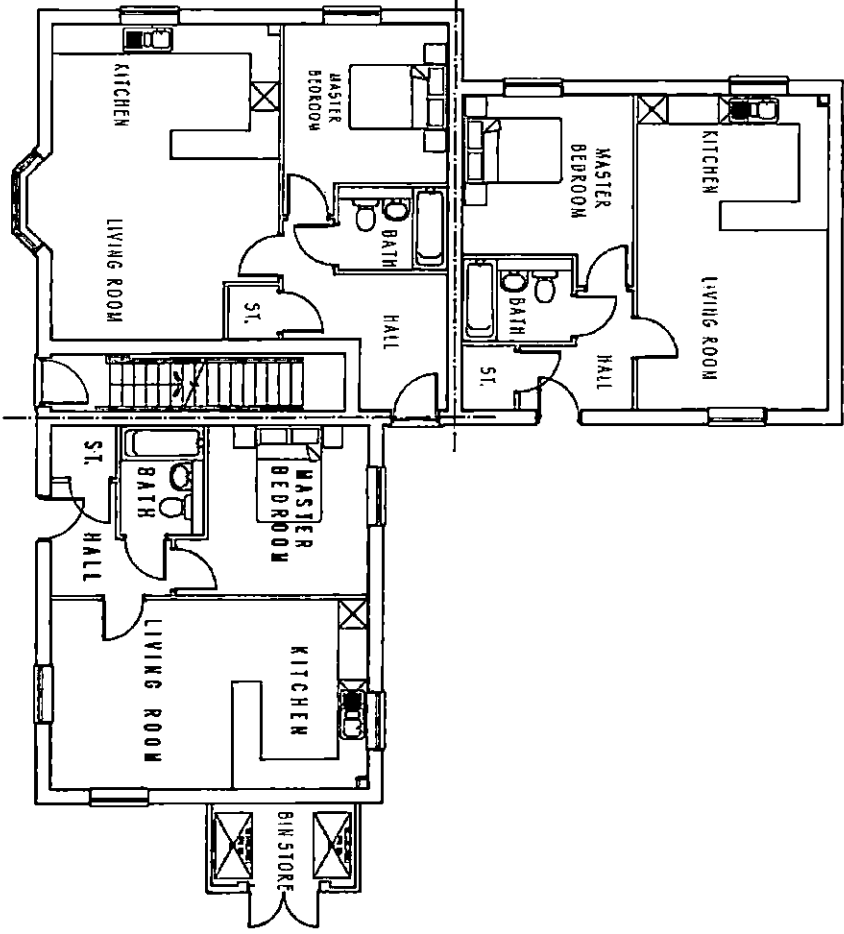 KITCHEN
LIVING ROOM
MASTER
BEDROOM
BATH
ST.
HALL
MASTER
BEDROOM
KITCHEN
LIVING ROOM
BATH
HALL
ST.
ST.
BATH
HALL
MASTER
BEDROOM
LIVING ROOM
KITCHEN
BIN STORE